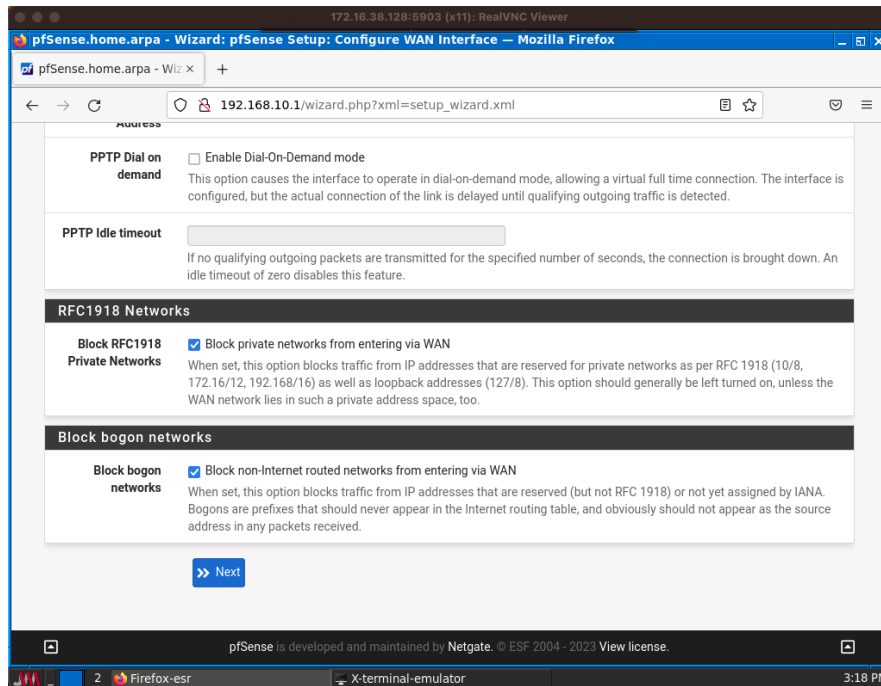 172.16.38.128:5903 (x11): RealVNC Viewer
pfSense.home.arpa - Wizard: pfSense Setup: Configure WAN Interface — Mozilla Firefox
pfSense.home.arpa - Wiz
192.168.10.1/wizard.php?xml=setup_wizard.xml
Address
PPTP Dial on demand
Enable Dial-On-Demand mode
This option causes the interface to operate in dial-on-demand mode, allowing a virtual full time connection. The interface is
configured, but the actual connection of the link is delayed until qualifying outgoing traffic is detected.
PPTP Idle timeout
If no qualifying outgoing packets are transmitted for the specified number of seconds, the connection is brought down. An
idle timeout of zero disables this feature.
RFC1918 Networks
Block RFC1918
Private Networks
Block private networks from entering via WAN
When set, this option blocks traffic from IP addresses that are reserved for private networks as per RFC 1918 (10/8,
172.16/12, 192.168/16) as well as loopback addresses (127/8). This option should generally be left turned on, unless the
WAN network lies in such a private address space, too.
Block bogon networks
Block bogon
networks
Block non-Internet routed networks from entering via WAN
When set, this option blocks traffic from IP addresses that are reserved (but not RFC 1918) or not yet assigned by IANA.
Bogons are prefixes that should never appear in the Internet routing table, and obviously should not appear as the source
address in any packets received.
Next
pfSense is developed and maintained by Netgate. © ESF 2004 - 2023 View license.
2 Firefox-esr X-terminal-emulator 3:18 PM